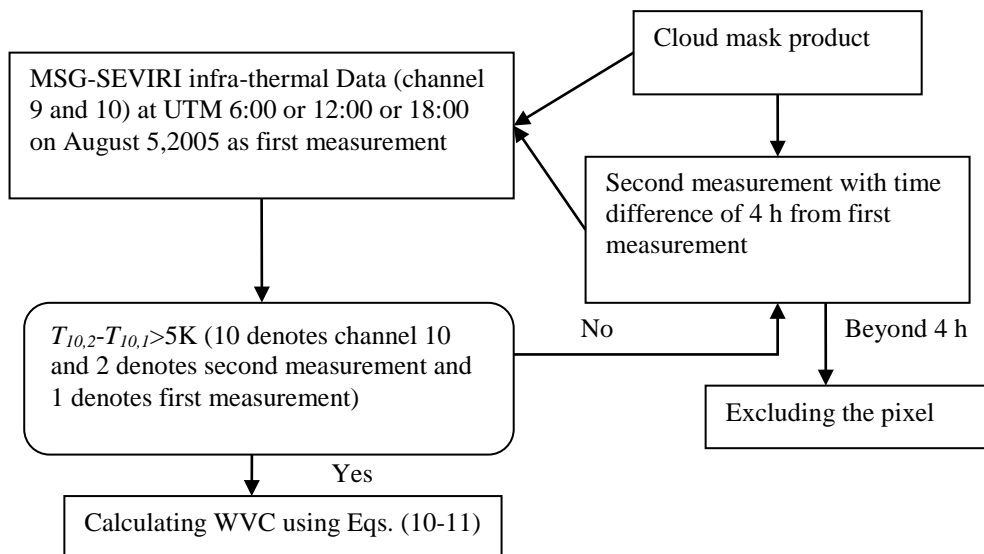 Cloud mask product
MSG-SEVIRI infra-thermal Data (channel
9 and 10) at UTM 6:00 or 12:00 or 18:00
on August 5,2005 as first measurement
Second measurement with time
difference of 4 h from first
measurement
T10,2-T10,1>5K (10 denotes channel 10
and 2 denotes second measurement and
1 denotes first measurement)
No
Beyond 4 h
Excluding the pixel
Yes
Calculating WVC using Eqs. (10-11)